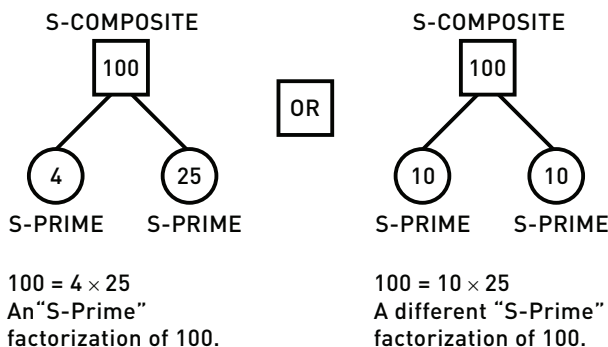 S-COMPOSITE
100
4
25
S-PRIME S-PRIME
100 = 4 × 25
An“S-Prime”
factorization of 100.
OR
S-COMPOSITE
100
10
10
S-PRIME S-PRIME
100 = 10 × 25
A different “S-Prime”
factorization of 100.